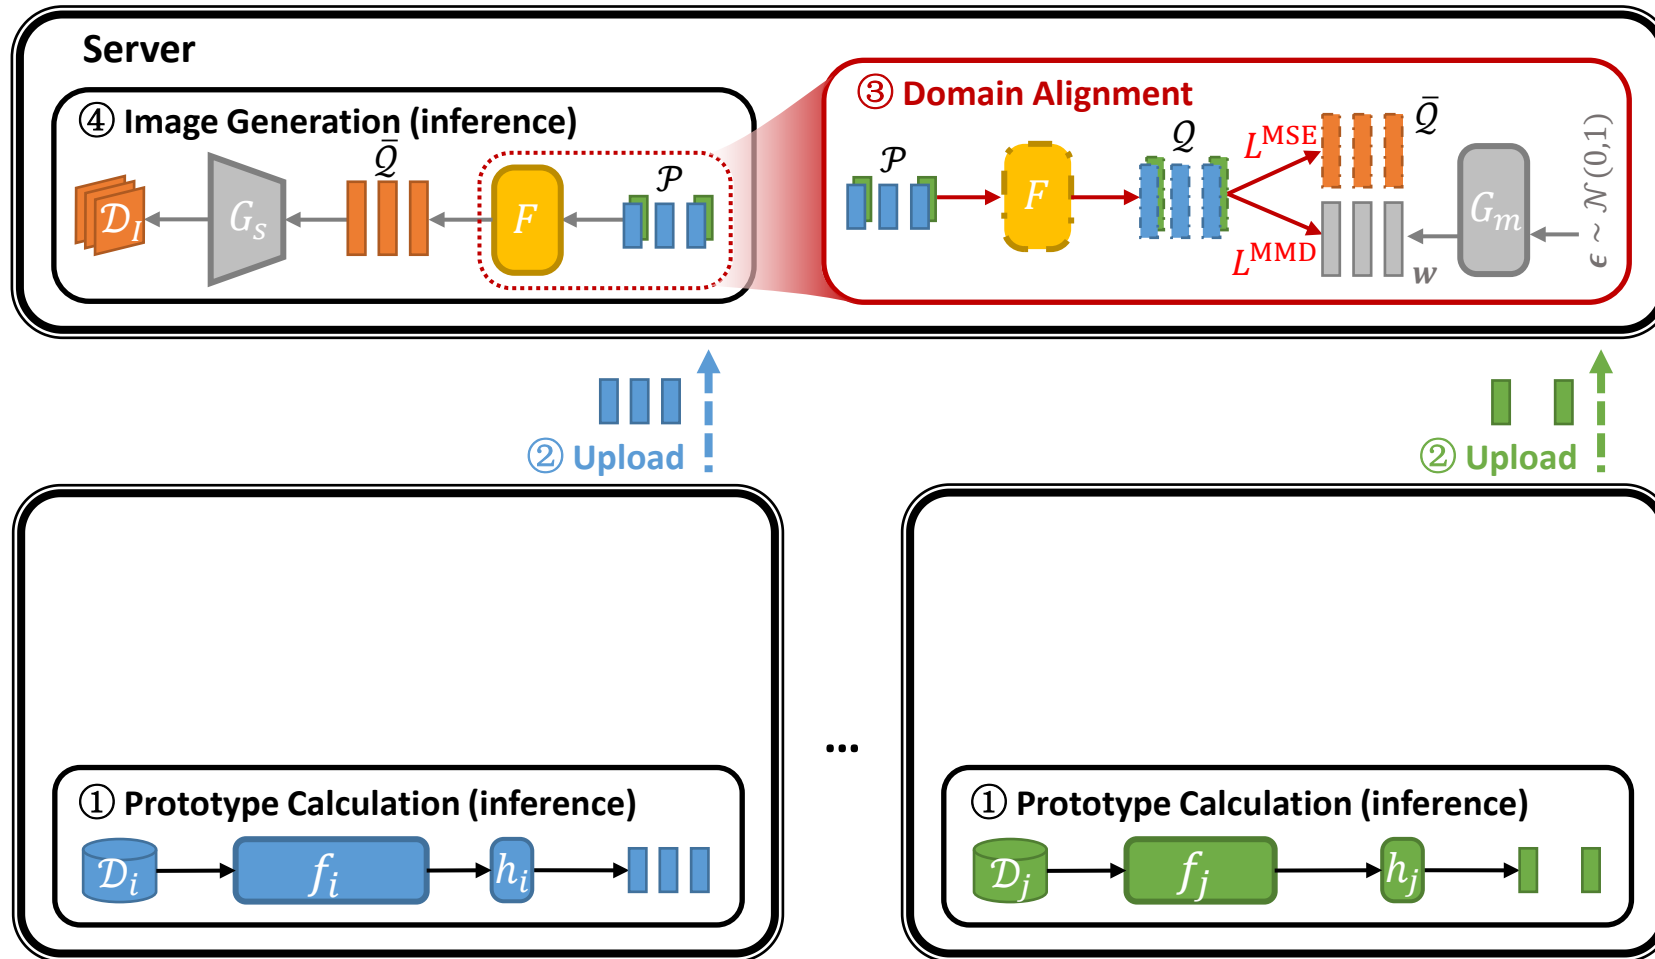 Server
④ Image Generation (inference)
𝒟_I
G_s
𝒬̄
F
𝒫
③ Domain Alignment
𝒫
F
𝒬
L^MSE
L^MMD
𝒬̄
w
G_m
ϵ ~ 𝒩(0,1)
② Upload
② Upload
...
① Prototype Calculation (inference)
𝒟_i
f_i
h_i
① Prototype Calculation (inference)
𝒟_j
f_j
h_j